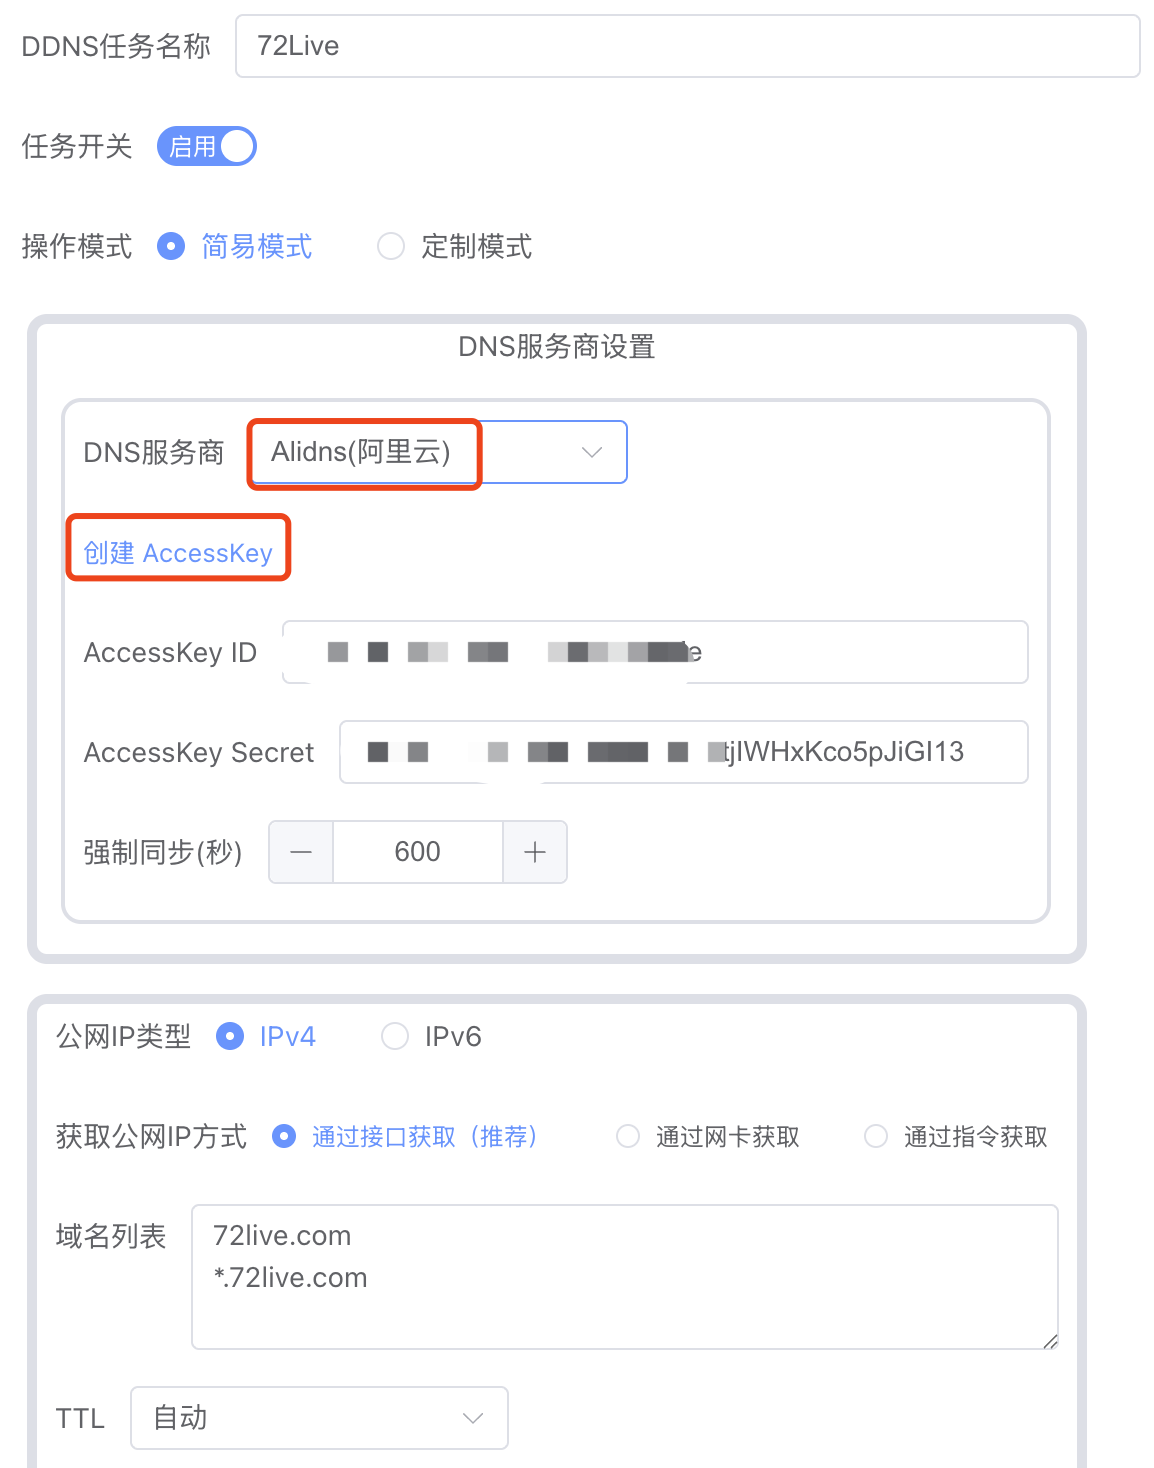 DDNS任务名称 72Live
任务开关 启用
操作模式 简易模式 定制模式
DNS服务商设置
DNS服务商 Alidns(阿里云)
创建 AccessKey
AccessKey ID
AccessKey Secret
强制同步(秒) 600
公网IP类型 IPv4 IPv6
获取公网IP方式 通过接口获取（推荐） 通过网卡获取 通过指令获取
域名列表 72live.com
*.72live.com
TTL 自动